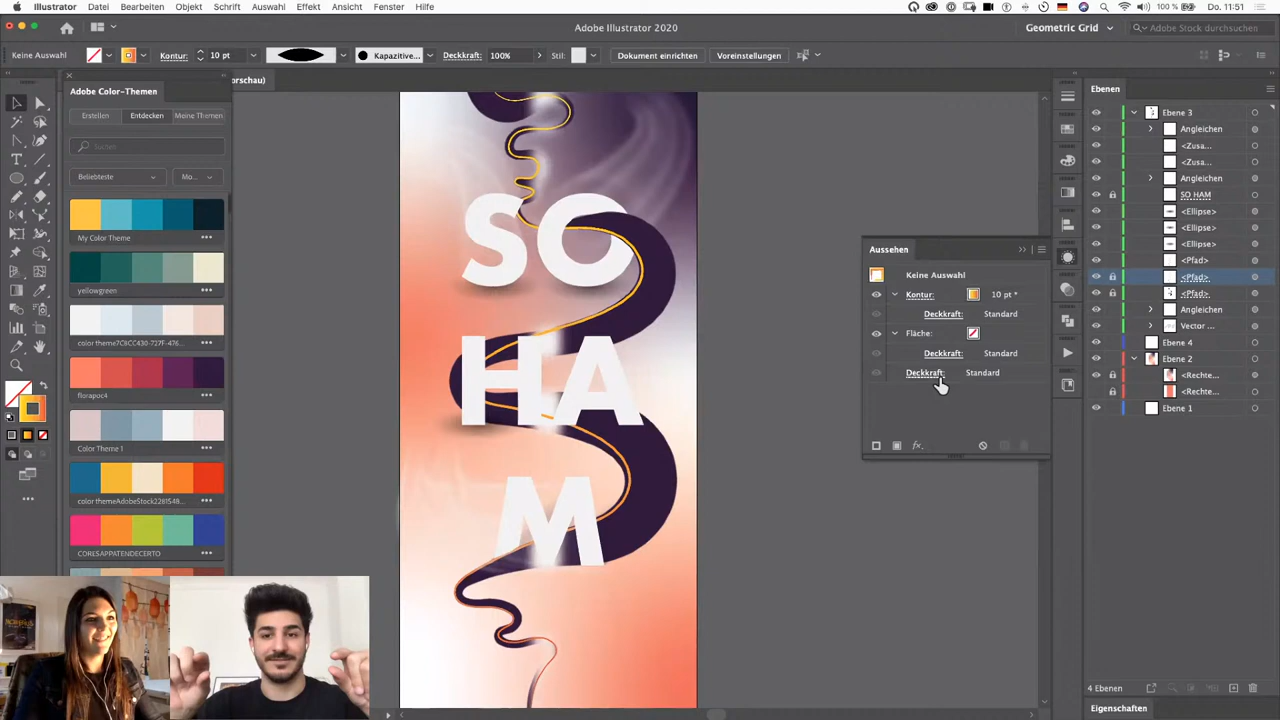 Illustrator Datei Bearbeiten Objekt Schrift Auswahl Effekt Ansicht Fenster Hilfe 100 % Do. 11:51
Adobe Illustrator 2020 Geometric Grid Adobe Stock durchsuchen
Keine Auswahl Kontur: 10 pt Kapazitive... Deckkraft: 100% Stil: Dokument einrichten Voreinstellungen
orschau)
Adobe Color-Themen
Erstellen Entdecken Meine Themen
Suchen
Beliebteste Mo...
My Color Theme
yellowgreen
color theme7C8CC430-727F-476...
florapoc4
Color Theme 1
color themeAdobeStock2281548...
CORESAPPATENDECERTO
SO
HA
M
Aussehen
Keine Auswahl
Kontur: 10 pt *
Deckkraft: Standard
Fläche:
Deckkraft: Standard
Deckkraft: Standard
fx.
Ebenen
Ebene 3
Angleichen
<Zusa...
<Zusa...
Angleichen
SO HAM
<Ellipse>
<Ellipse>
<Ellipse>
<Pfad>
<Pfad>
<Pfad>
Angleichen
Vector ...
Ebene 4
Ebene 2
<Rechte...
<Rechte...
Ebene 1
4 Ebenen
Eigenschaften